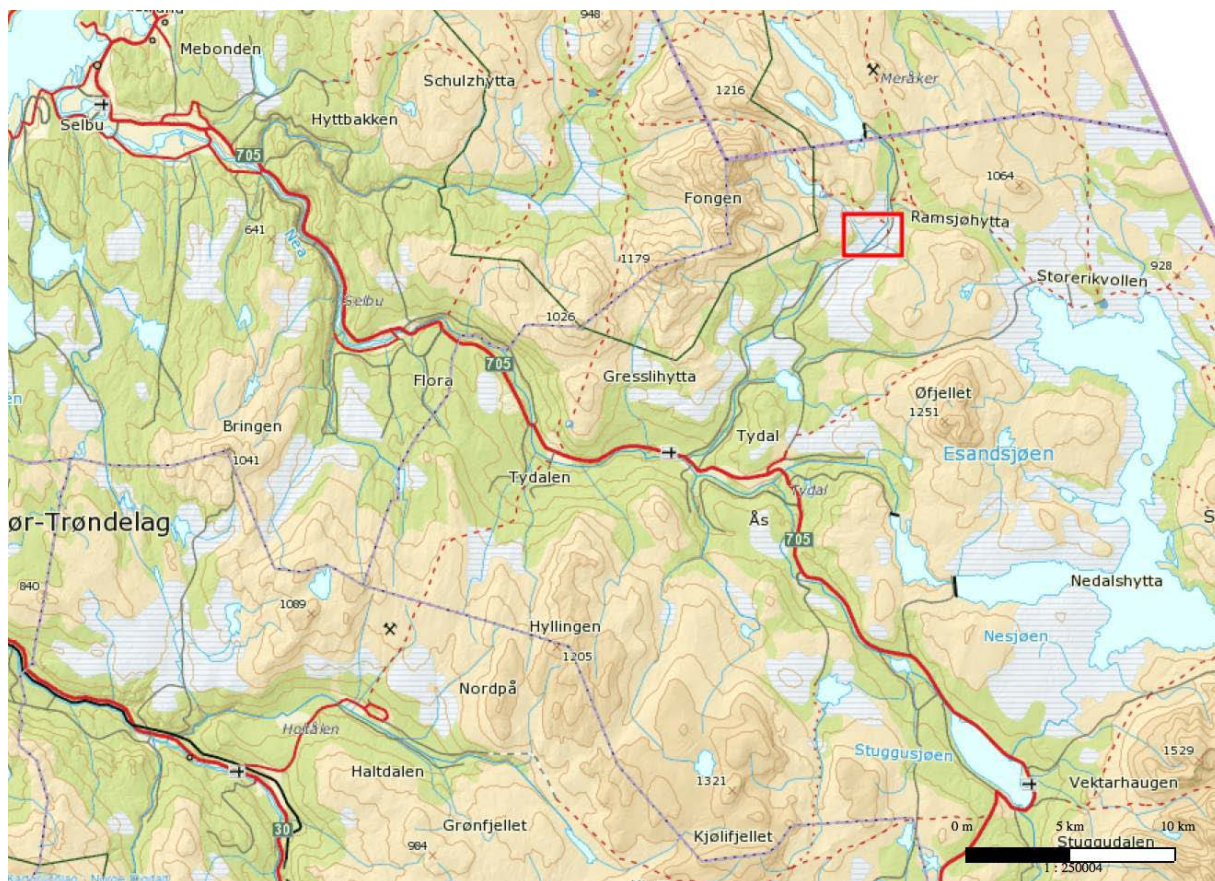 948
Mebonden
Schulzhytta
Meråker
1216
Selbu
Hyttbakken
705
1064
Fongen
Ramsjøhytta
641
Nea
1179
928
Storerikvollen
Selbu
1026
705
Flora
Gresslihytta
Øfjellet
1251
Bringen
Tydal
Esandsjøen
1041
Tydalen
Tydal
ør-Trøndelag
Ås
705
840
1089
Nedalshytta
Hyllingen
Nesjøen
1205
Nordpå
Holtålen
Stuggusjøen
1529
Haltdalen
1321
Vektarhaugen
30
Grønfjellet
Kjølifjellet
984
0 m 5 km 10 km
Stuggudalen
1 : 250004